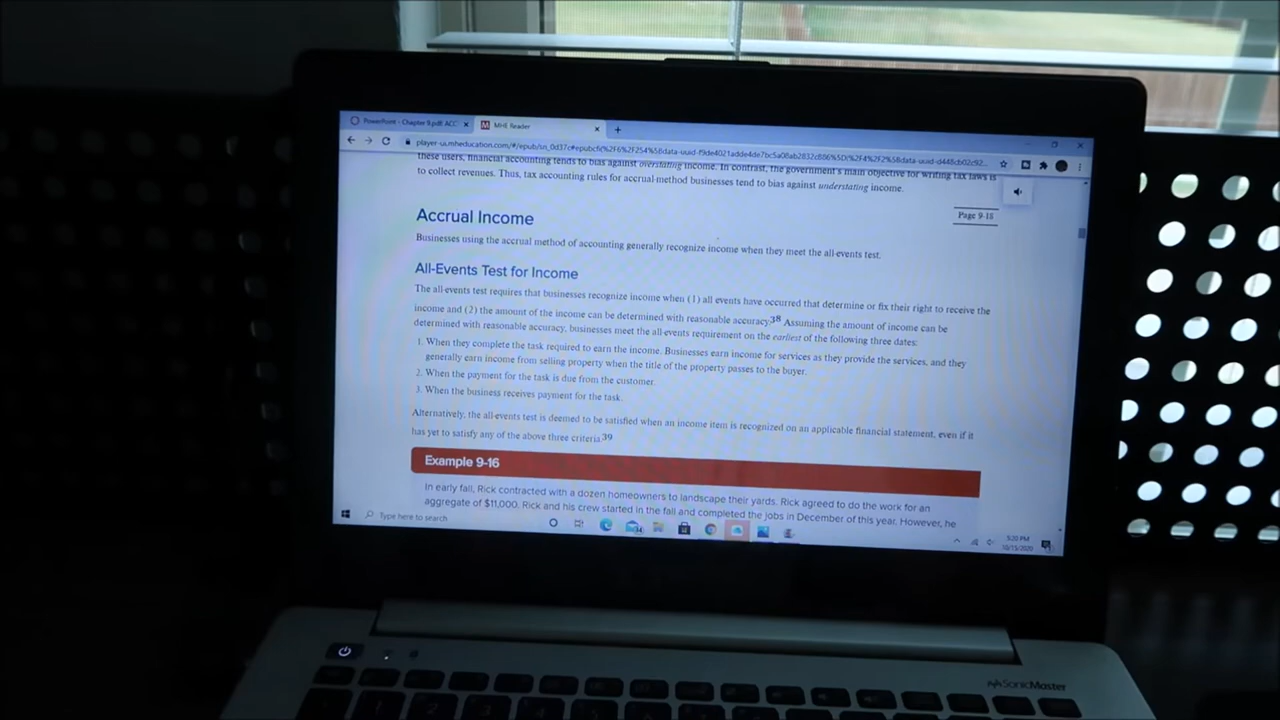 PowerPoint - Chapter 9.pdf: ACC
MHE Reader
these users, financial accounting tends to bias against overstating income. In contrast, the government's main objective for writing tax laws is
to collect revenues. Thus, tax accounting rules for accrual-method businesses tend to bias against understating income.
Page 9-18
Accrual Income
Businesses using the accrual method of accounting generally recognize income when they meet the all-events test.
All-Events Test for Income
The all-events test requires that businesses recognize income when (1) all events have occurred that determine or fix their right to receive the
income and (2) the amount of the income can be determined with reasonable accuracy.38 Assuming the amount of income can be
determined with reasonable accuracy, businesses meet the all-events requirement on the earliest of the following three dates:
1. When they complete the task required to earn the income. Businesses earn income for services as they provide the services, and they
generally earn income from selling property when the title of the property passes to the buyer.
2. When the payment for the task is due from the customer.
3. When the business receives payment for the task.
Alternatively, the all-events test is deemed to be satisfied when an income item is recognized on an applicable financial statement, even if it
has yet to satisfy any of the above three criteria.39
Example 9-16
In early fall, Rick contracted with a dozen homeowners to landscape their yards. Rick agreed to do the work for an
aggregate of $11,000. Rick and his crew started in the fall and completed the jobs in December of this year. However, he
Type here to search
5:20 PM
10/15/2020
SonicMaster